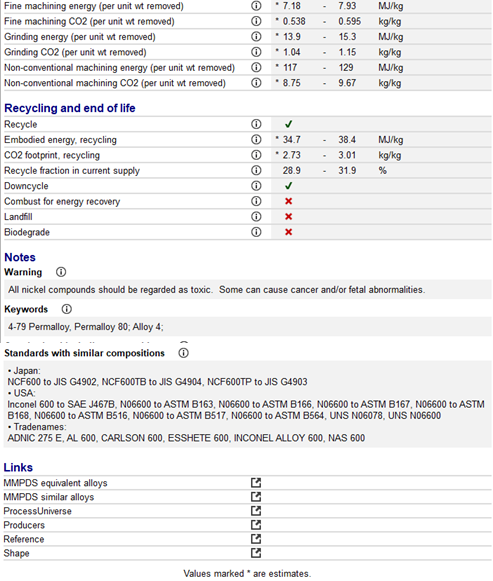 Fine machining energy (per unit wt removed) * 7.18 - 7.93 MJ/kg
Fine machining CO2 (per unit wt removed) * 0.538 - 0.595 kg/kg
Grinding energy (per unit wt removed) * 13.9 - 15.3 MJ/kg
Grinding CO2 (per unit wt removed) * 1.04 - 1.15 kg/kg
Non-conventional machining energy (per unit wt removed) * 117 - 129 MJ/kg
Non-conventional machining CO2 (per unit wt removed) * 8.75 - 9.67 kg/kg
Recycling and end of life
Recycle ✓
Embodied energy, recycling * 34.7 - 38.4 MJ/kg
CO2 footprint, recycling * 2.73 - 3.01 kg/kg
Recycle fraction in current supply 28.9 - 31.9 %
Downcycle ✓
Combust for energy recovery ✗
Landfill ✗
Biodegrade ✗
Notes
Warning
All nickel compounds should be regarded as toxic. Some can cause cancer and/or fetal abnormalities.
Keywords
4-79 Permalloy, Permalloy 80; Alloy 4;
Standards with similar compositions
• Japan:
NCF600 to JIS G4902, NCF600TB to JIS G4904, NCF600TP to JIS G4903
• USA:
Inconel 600 to SAE J467B, N06600 to ASTM B163, N06600 to ASTM B166, N06600 to ASTM B167, N06600 to ASTM
B168, N06600 to ASTM B516, N06600 to ASTM B517, N06600 to ASTM B564, UNS N06078, UNS N06600
• Tradenames:
ADNIC 275 E, AL 600, CARLSON 600, ESSHETE 600, INCONEL ALLOY 600, NAS 600
Links
MMPDS equivalent alloys
MMPDS similar alloys
ProcessUniverse
Producers
Reference
Shape
Values marked * are estimates.